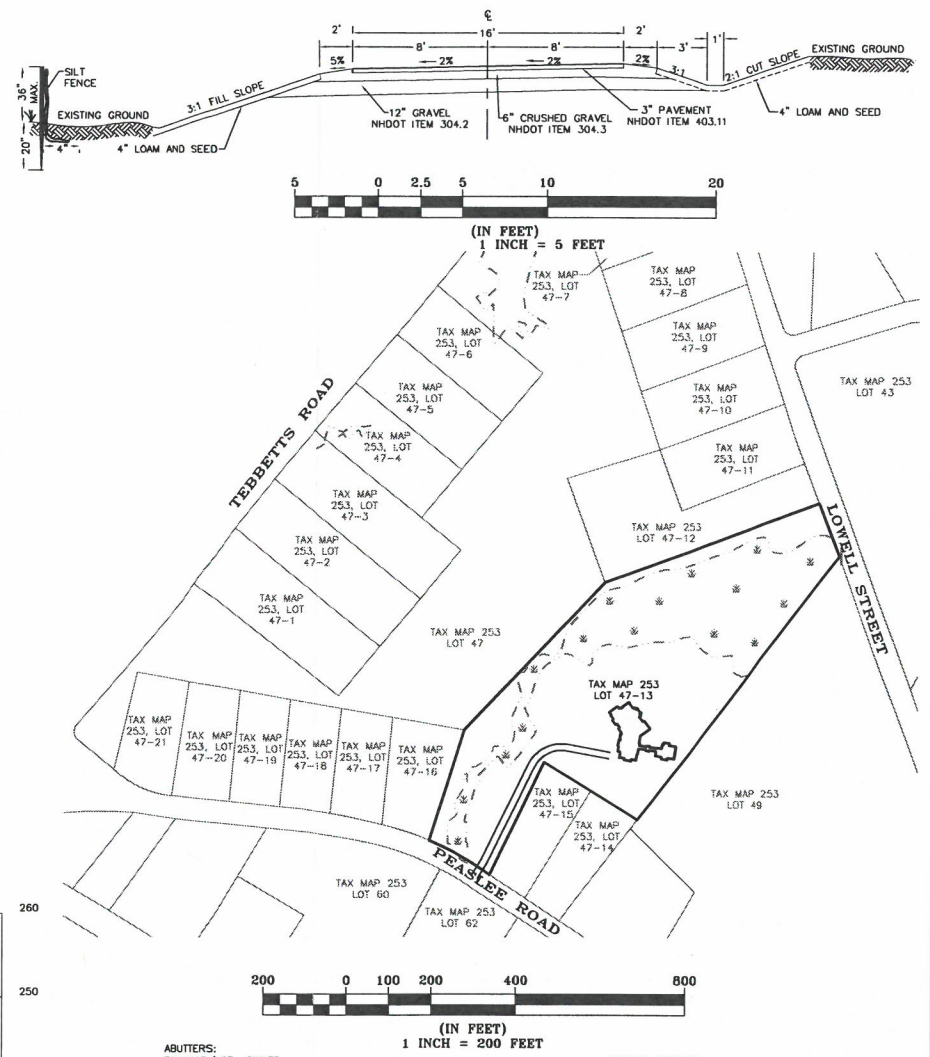 ℄
2'
16'
2'
8'
8'
3'
1'
5%
2%
2%
2%
3:1
2:1 CUT SLOPE
EXISTING GROUND
SILT
FENCE
36"
MAX.
20"
4"
EXISTING GROUND
3:1 FILL SLOPE
4" LOAM AND SEED
12" GRAVEL
NHDOT ITEM 304.2
6" CRUSHED GRAVEL
NHDOT ITEM 304.3
3" PAVEMENT
NHDOT ITEM 403.11
4" LOAM AND SEED
5 0 2.5 5 10 20
(IN FEET)
1 INCH = 5 FEET
TAX MAP
253, LOT
47-7
TAX MAP
253, LOT
47-8
TAX MAP
253, LOT
47-6
TAX MAP
253, LOT
47-9
TAX MAP 253
LOT 43
TAX MAP
253, LOT
47-5
TAX MAP
253, LOT
47-10
TEBBETTS ROAD
TAX MAP
253, LOT
47-4
TAX MAP
253, LOT
47-11
TAX MAP
253, LOT
47-3
TAX MAP 253
LOT 47-12
LOWELL STREET
TAX MAP
253, LOT
47-2
TAX MAP
253, LOT
47-1
TAX MAP 253
LOT 47
TAX MAP 253
LOT 47-13
TAX MAP
253, LOT
47-21
TAX MAP
253, LOT
47-20
TAX MAP
253, LOT
47-19
TAX MAP
253, LOT
47-18
TAX MAP
253, LOT
47-17
TAX MAP
253, LOT
47-16
TAX MAP
253, LOT
47-15
TAX MAP
253, LOT
47-14
TAX MAP 253
LOT 49
PEASLEE ROAD
TAX MAP 253
LOT 60
TAX MAP 253
LOT 62
260
250
200 0 100 200 400 800
(IN FEET)
1 INCH = 200 FEET
ABUTTERS: